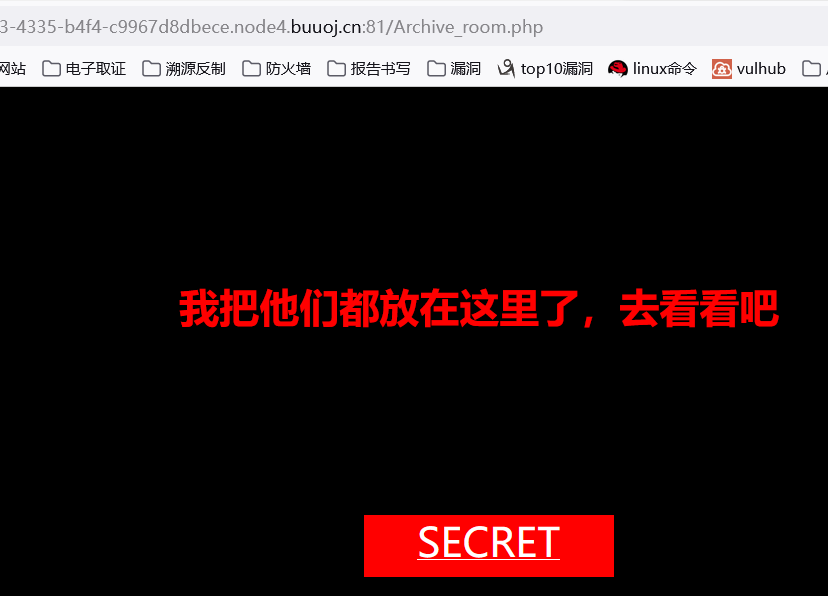 3-4335-b4f4-c9967d8dbece.node4.buuoj.cn:81/Archive_room.php
网站 电子取证 溯源反制 防火墙 报告书写 漏洞 top10漏洞 linux命令 vulhub
我把他们都放在这里了，去看看吧
SECRET